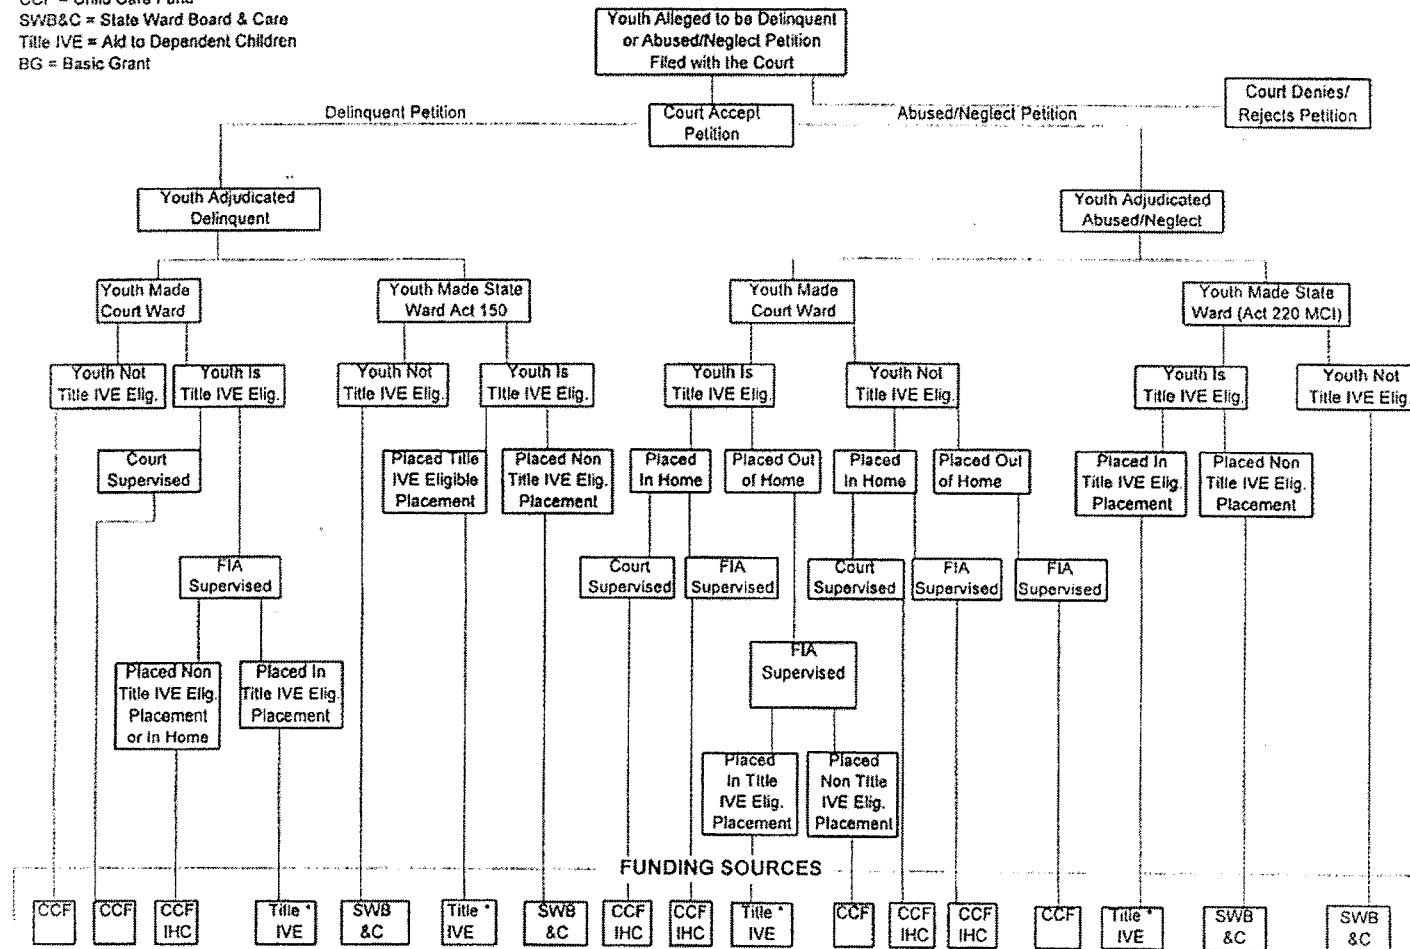 CCF = Child Care Fund
SWB&C = State Ward Board & Care
Title IVE = Aid to Dependent Children
BG = Basic Grant
Youth Alleged to be Delinquent
or Abused/Neglect Petition
Filed with the Court
Court Denies/
Rejects Petition
Delinquent Petition
Court Accept
Petition
Abused/Neglect Petition
Youth Adjudicated
Delinquent
Youth Adjudicated
Abused/Neglect
Youth Made
Court Ward
Youth Made State
Ward Act 150
Youth Made
Court Ward
Youth Made State
Ward (Act 220 MCI)
Youth Not
Title IVE Elig.
Youth Is
Title IVE Elig.
Youth Not
Title IVE Elig.
Youth Is
Title IVE Elig.
Youth Is
Title IVE Elig.
Youth Not
Title IVE Elig.
Youth Is
Title IVE Elig.
Youth Not
Title IVE Elig.
Court
Supervised
Placed Title
IVE Eligible
Placement
Placed Non
Title IVE Elig.
Placement
Placed
In Home
Placed Out
of Home
Placed
In Home
Placed Out
of Home
Placed In
Title IVE Elig.
Placement
Placed Non
Title IVE Elig.
Placement
FIA
Supervised
Court
Supervised
FIA
Supervised
Court
Supervised
FIA
Supervised
FIA
Supervised
Placed Non
Title IVE Elig.
Placement
or In Home
Placed In
Title IVE Elig.
Placement
FIA
Supervised
Placed
In Title
IVE Elig.
Placement
Placed
Non Title
IVE Elig.
Placement
FUNDING SOURCES
CCF
CCF
CCF
IHC
Title *
IVE
SWB
&C
Title *
IVE
SWB
&C
CCF
IHC
CCF
IHC
Title *
IVE
CCF
CCF
IHC
CCF
IHC
CCF
Title *
IVE
SWB
&C
SWB
&C